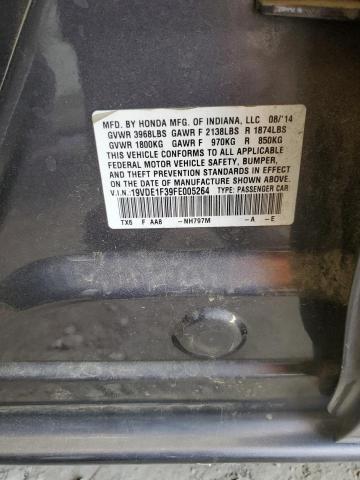 MFD. BY HONDA MFG. OF INDIANA, LLC 08/'14
GVWR 3968LBS GAWR F 2138LBS R 1874LBS
GVWR 1800KG GAWR F 970KG R 850KG
THIS VEHICLE CONFORMS TO ALL APPLICABLE
FEDERAL MOTOR VEHICLE SAFETY, BUMPER,
AND THEFT PREVENTION STANDARDS IN EFFECT
ON THE DATE OF MANUFACTURE SHOWN ABOVE.
V.I.N.: 19VDE1F39FE005264 TYPE: PASSENGER CAR
TX6 F AA6 -NH797M -A -E